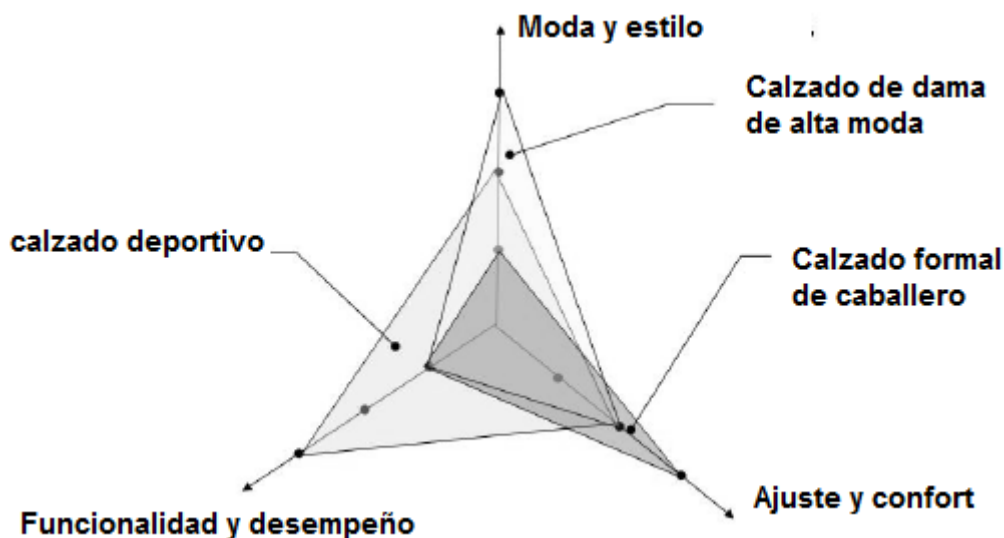 Moda y estilo
Calzado de dama
de alta moda
calzado deportivo
Calzado formal
de caballero
Ajuste y confort
Funcionalidad y desempeño